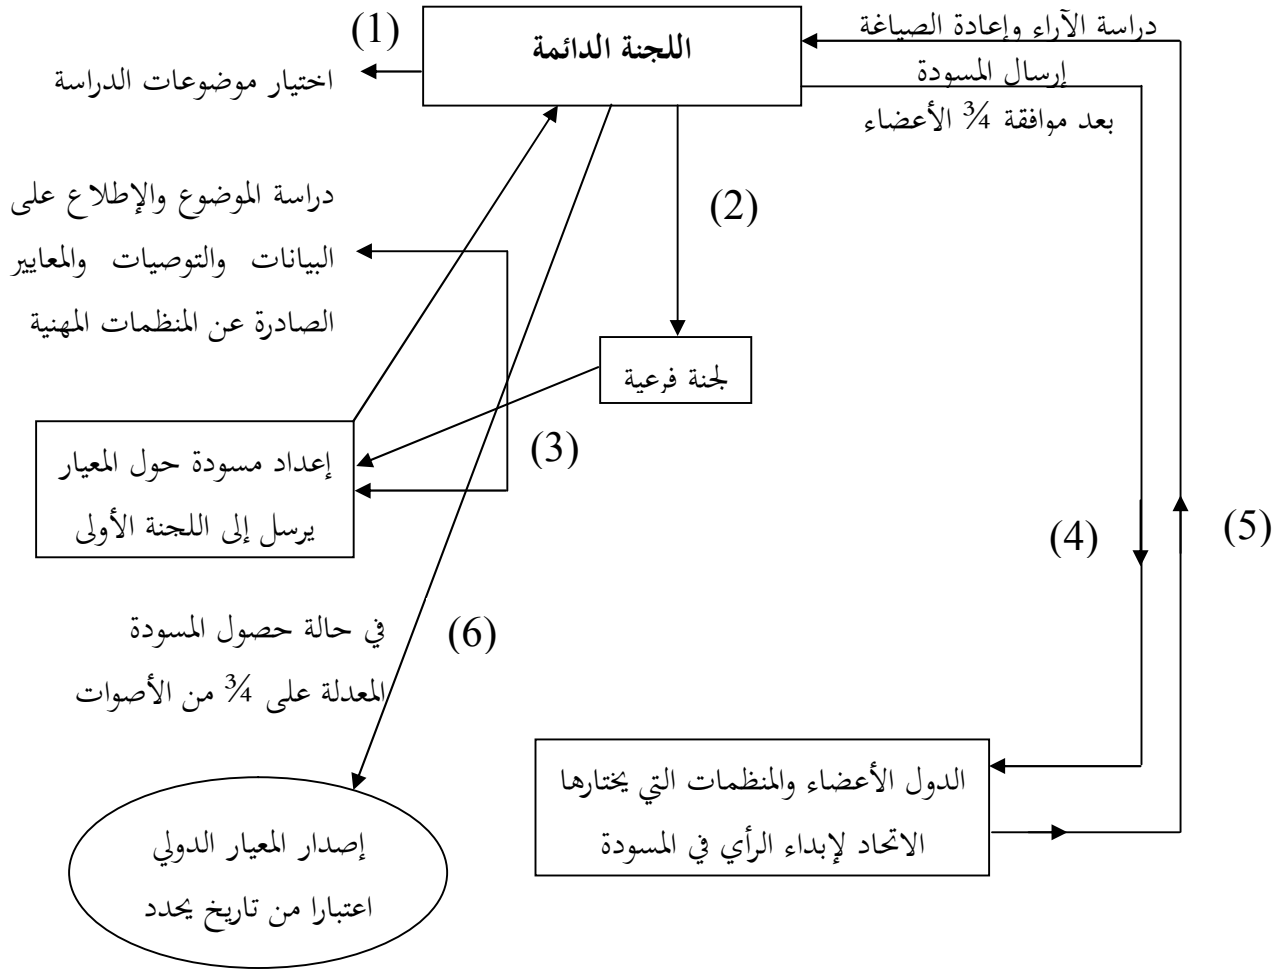 (1)
اللجنة الدائمة
دراسة الآراء وإعادة الصياغة
إرسال المسودة
بعد موافقة ¾ الأعضاء
اختيار موضوعات الدراسة
(2)
دراسة الموضوع والإطلاع على
البيانات والتوصيات والمعايير
الصادرة عن المنظمات المهنية
لجنة فرعية
(3)
إعداد مسودة حول المعيار
يرسل إلى اللجنة الأولى
(4)
(5)
(6)
في حالة حصول المسودة
المعدلة على ¾ من الأصوات
الدول الأعضاء والمنظمات التي يختارها
الاتحاد لإبداء الرأي في المسودة
إصدار المعيار الدولي
اعتبارا من تاريخ يحدد